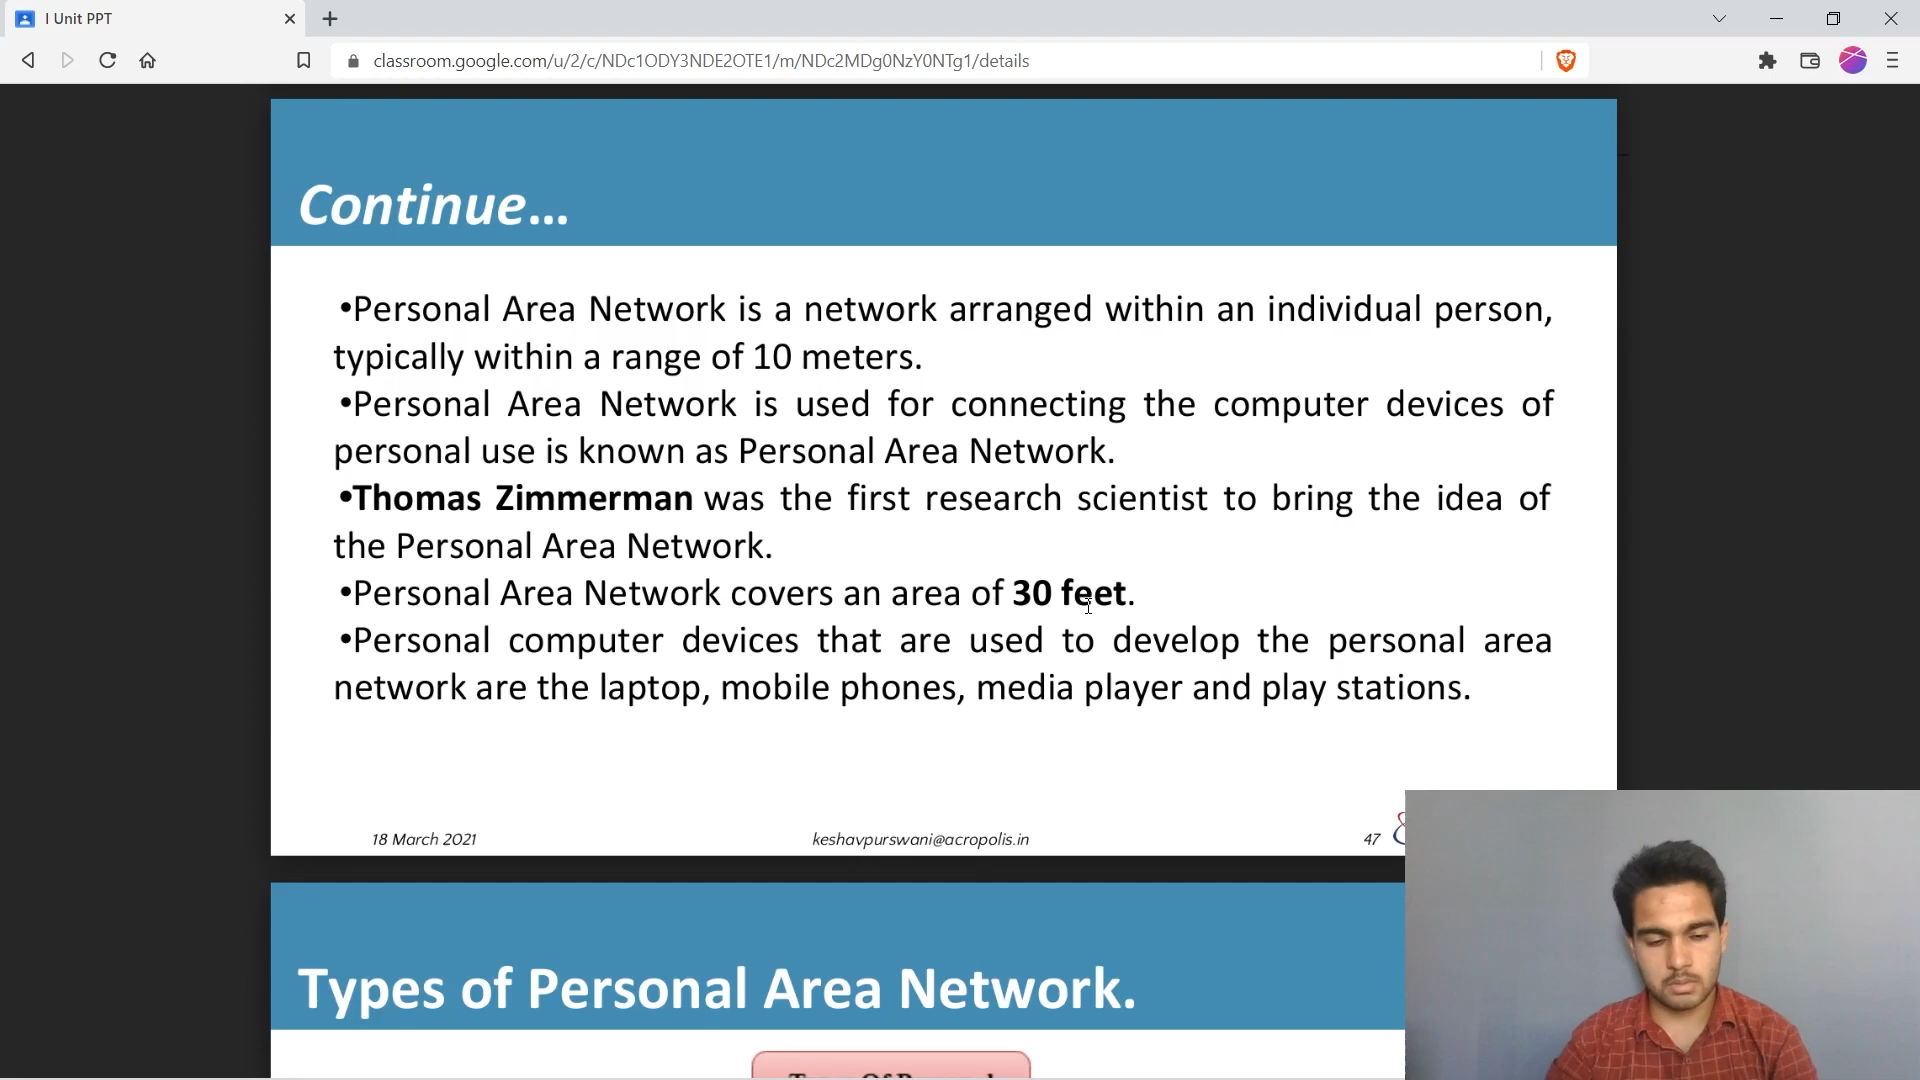 I Unit PPT
classroom.google.com/u/2/c/NDc1ODY3NDE2OTE1/m/NDc2MDg0NzY0NTg1/details
Continue...
•Personal Area Network is a network arranged within an individual person,
typically within a range of 10 meters.
•Personal Area Network is used for connecting the computer devices of
personal use is known as Personal Area Network.
•Thomas Zimmerman was the first research scientist to bring the idea of
the Personal Area Network.
•Personal Area Network covers an area of 30 feet.
•Personal computer devices that are used to develop the personal area
network are the laptop, mobile phones, media player and play stations.
18 March 2021
keshavpurswani@acropolis.in
47
Types of Personal Area Network.